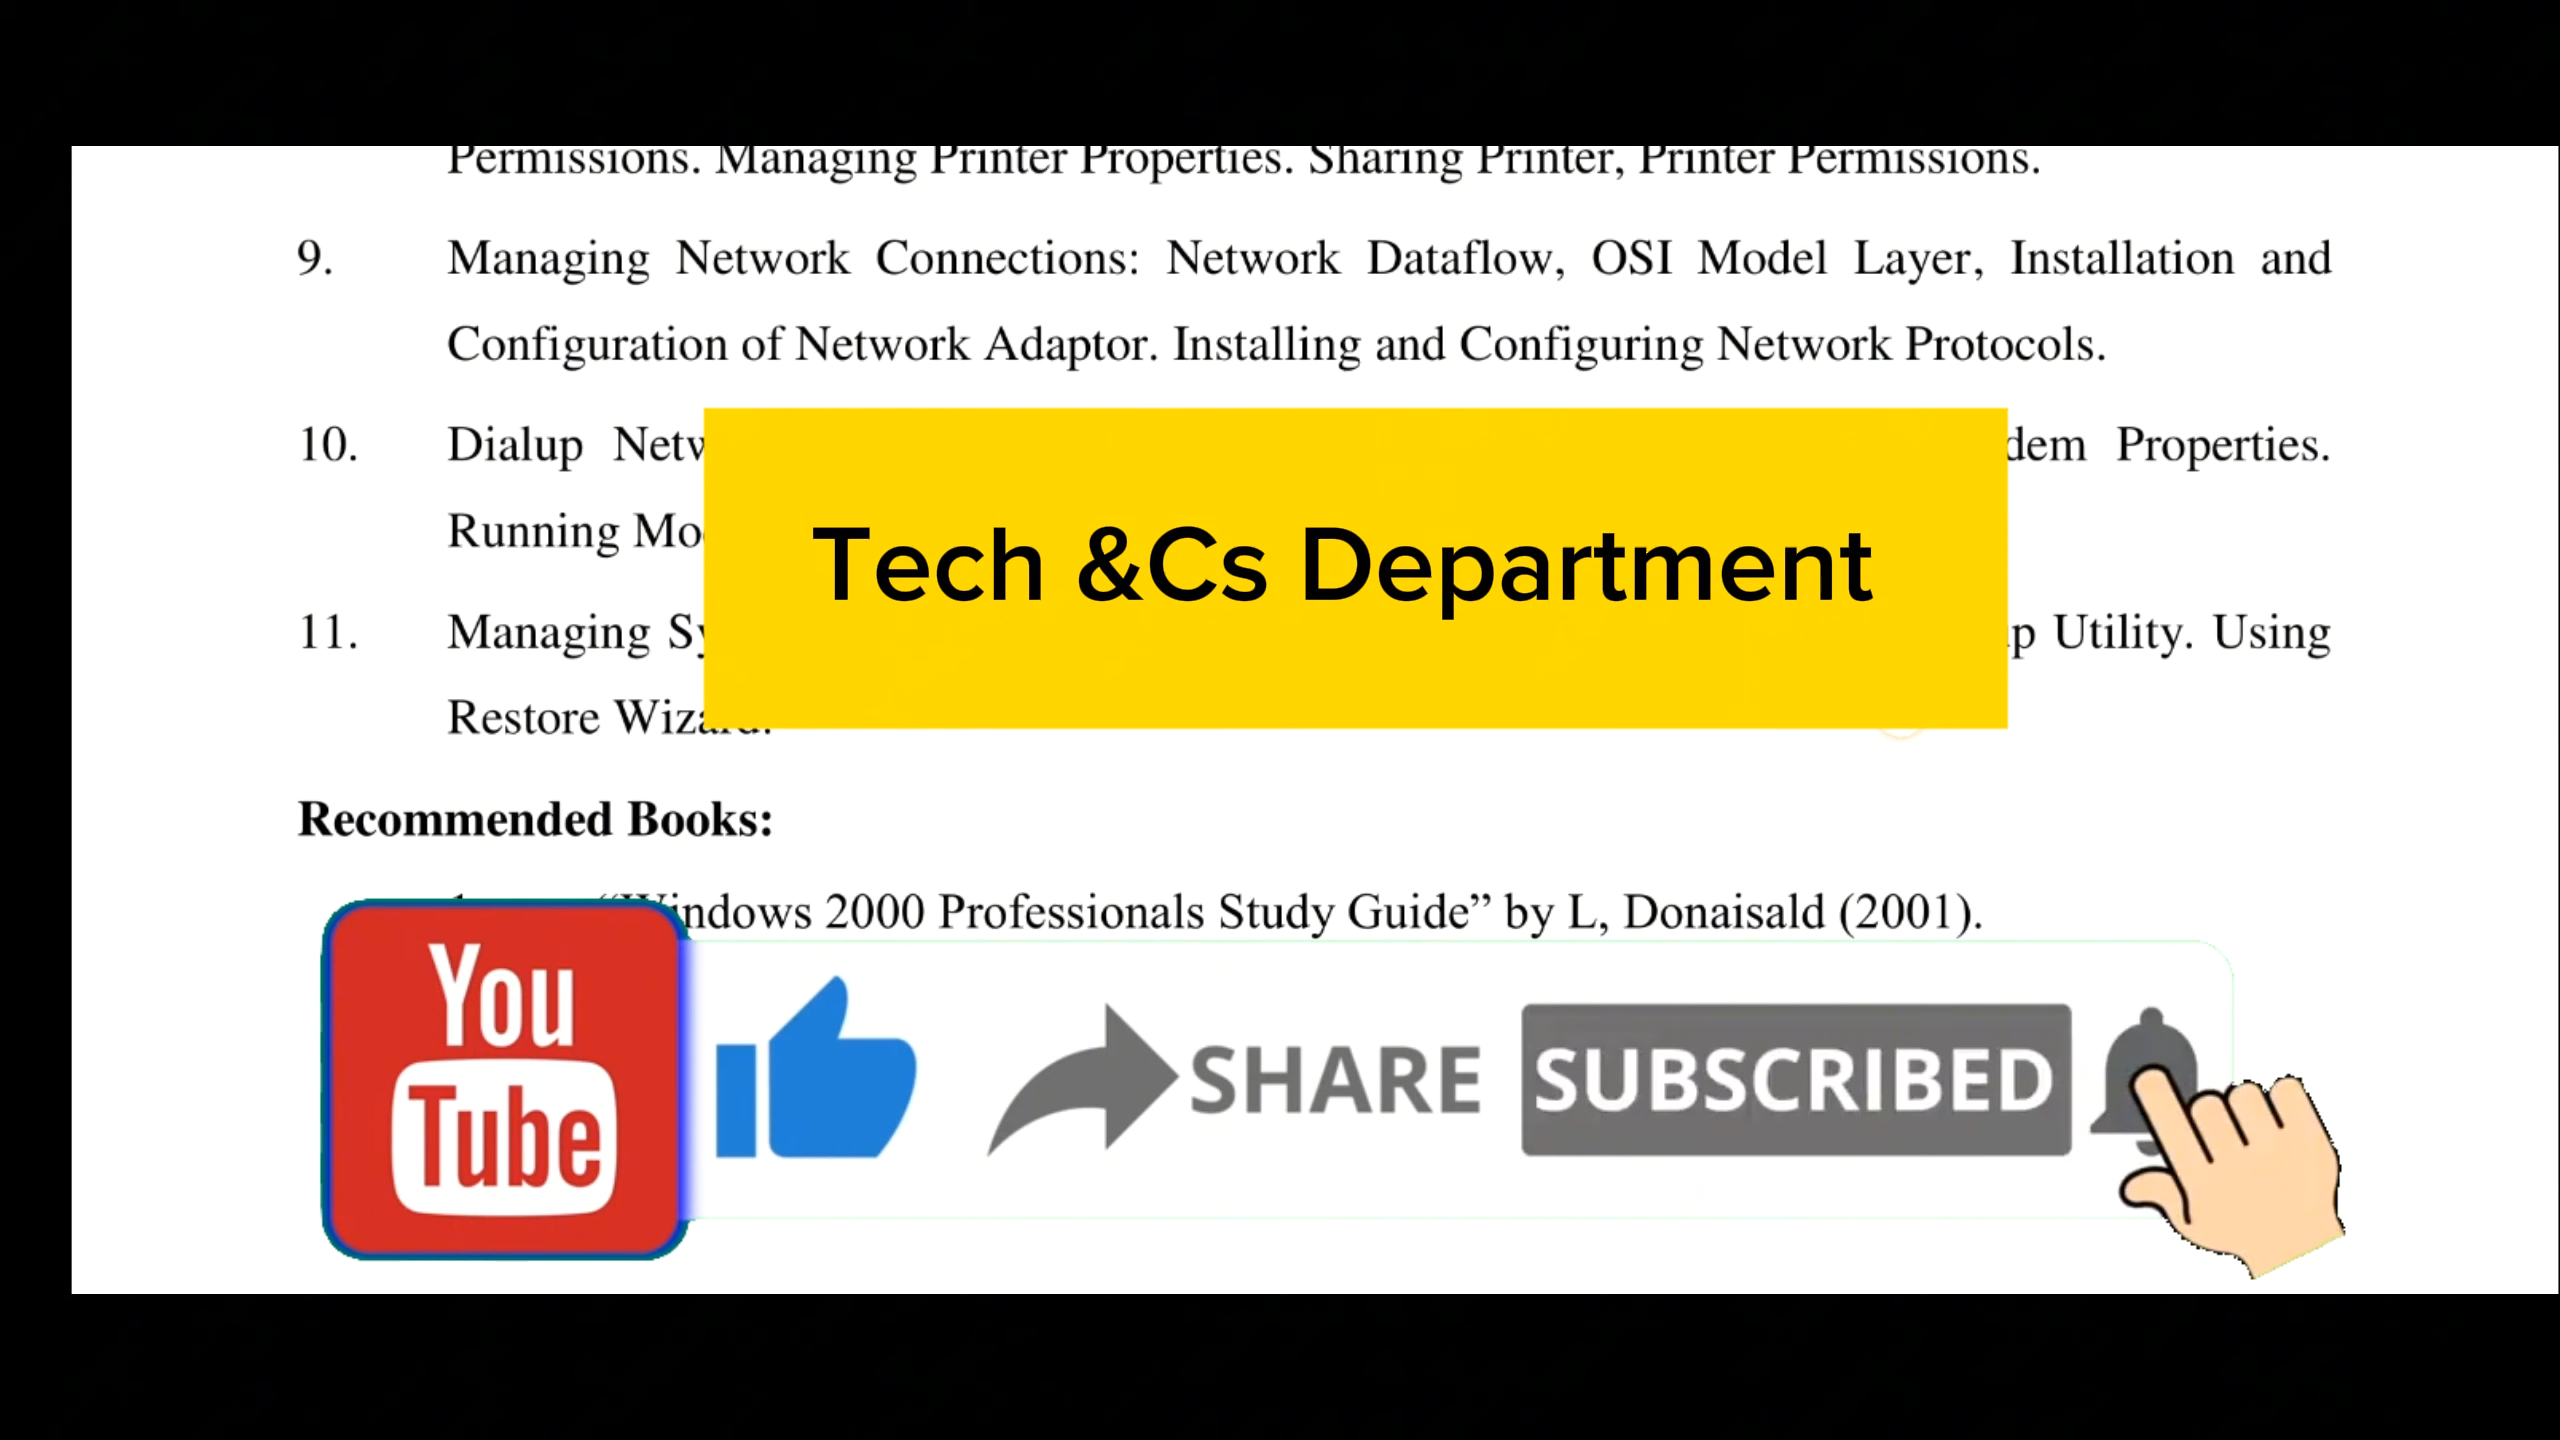 Permissions. Managing Printer Properties. Sharing Printer, Printer Permissions.
9. Managing Network Connections: Network Dataflow, OSI Model Layer, Installation and
Configuration of Network Adaptor. Installing and Configuring Network Protocols.
10. Dialup Properties.
Running
Tech &Cs Department
11. Managing Utility. Using
Restore
Recommended Books:
2000 Professionals Study Guide” by L, Donaisald (2001).
You
Tube
SHARE
SUBSCRIBED